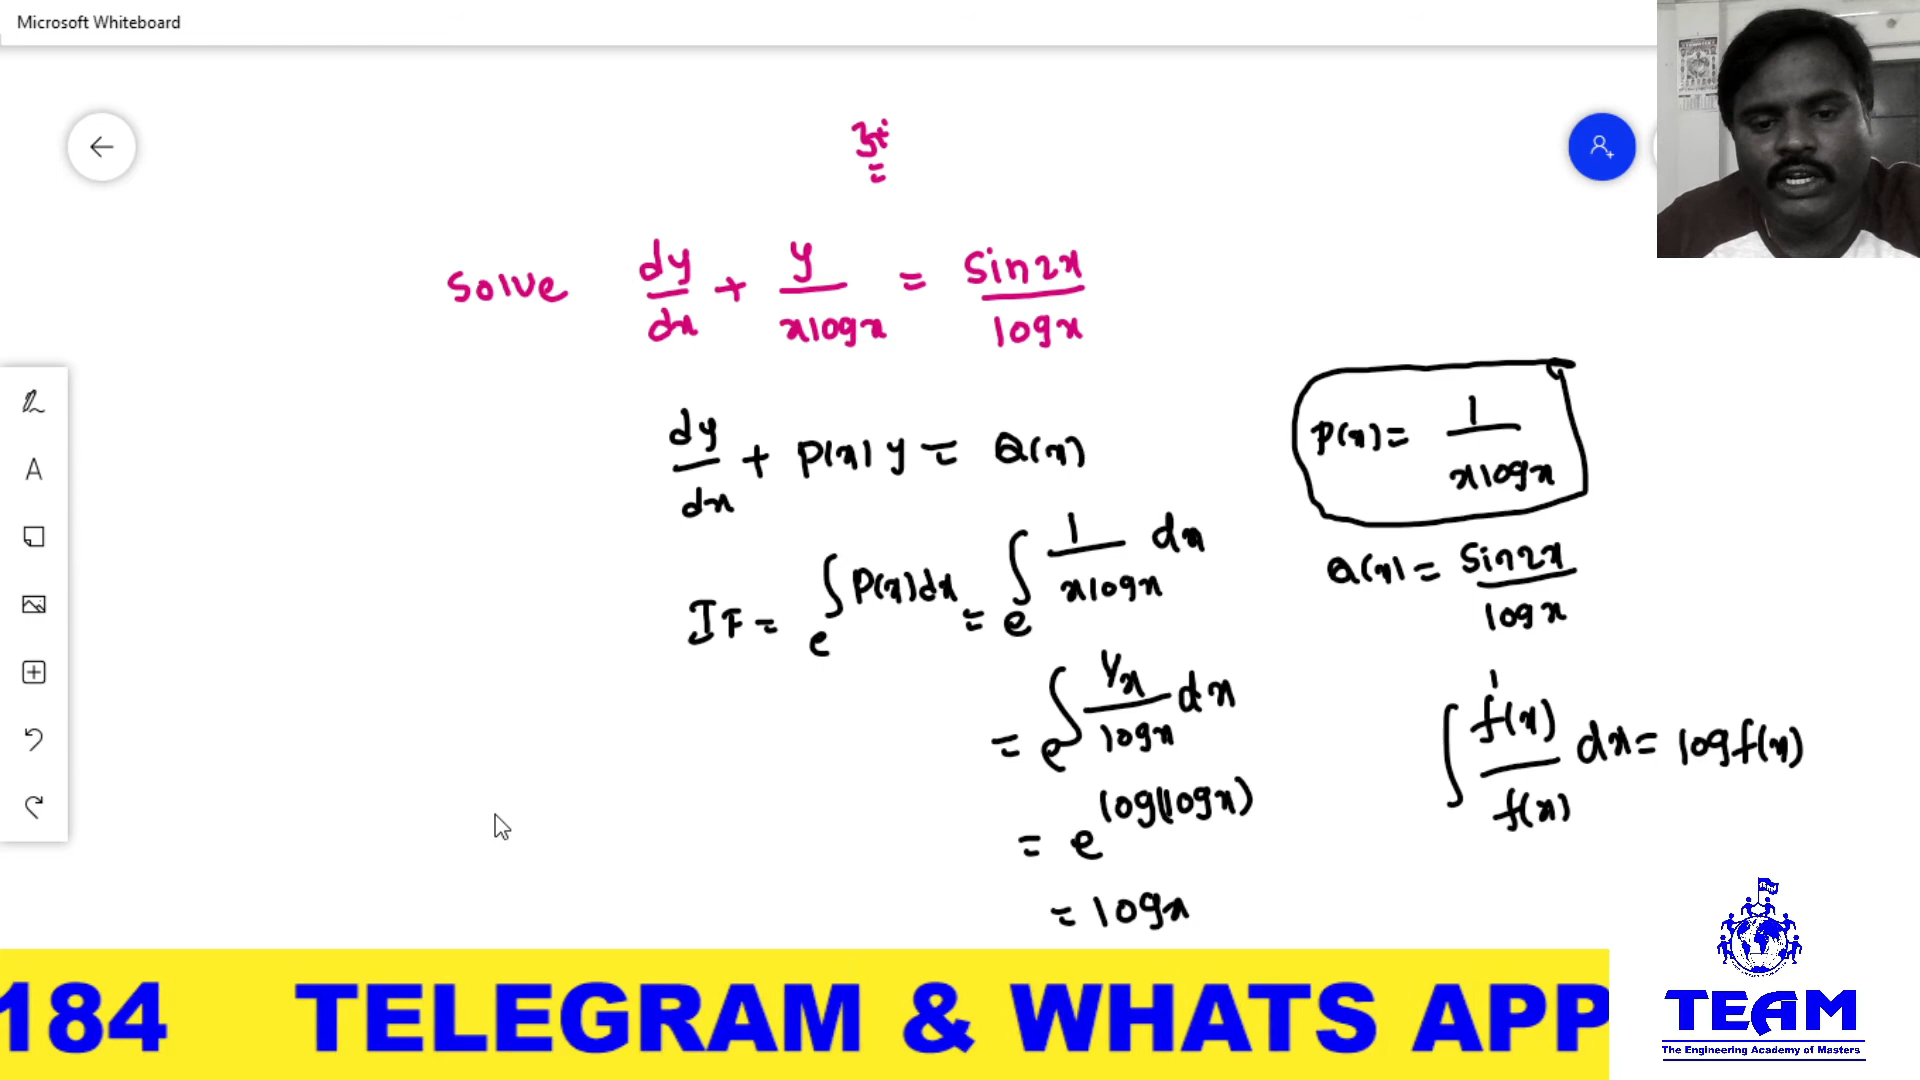 Microsoft Whiteboard
Solve dy/dx + y/(x log x) = Sin2x/log x
dy/dx + P(x) y = Q(x)
P(x) = 1/(x log x)
IF = e^∫P(x)dx = e^∫ 1/(x log x) dx
Q(x) = Sin2x/log x
= e^∫ (1/x)/(log x) dx
∫ f'(x)/f(x) dx = log f(x)
= e^log(log x)
= log x
184 TELEGRAM & WHATS APP
TEAM
The Engineering Academy of Masters